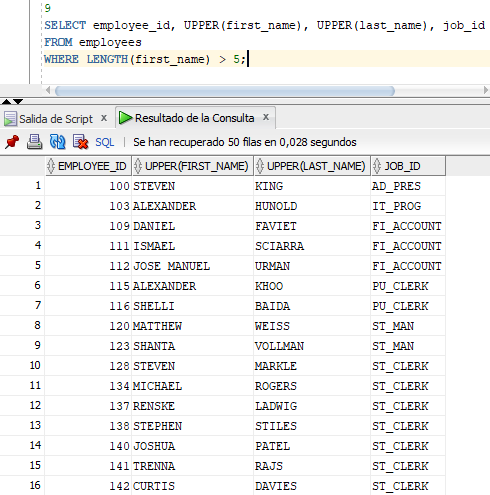 9
SELECT employee_id, UPPER(first_name), UPPER(last_name), job_id
FROM employees
WHERE LENGTH(first_name) > 5;
Salida de Script x Resultado de la Consulta x
SQL | Se han recuperado 50 filas en 0,028 segundos
EMPLOYEE_ID UPPER(FIRST_NAME) UPPER(LAST_NAME) JOB_ID
1 100 STEVEN KING AD_PRES
2 103 ALEXANDER HUNOLD IT_PROG
3 109 DANIEL FAVIET FI_ACCOUNT
4 111 ISMAEL SCIARRA FI_ACCOUNT
5 112 JOSE MANUEL URMAN FI_ACCOUNT
6 115 ALEXANDER KHOO PU_CLERK
7 116 SHELLI BAIDA PU_CLERK
8 120 MATTHEW WEISS ST_MAN
9 123 SHANTA VOLLMAN ST_MAN
10 128 STEVEN MARKLE ST_CLERK
11 134 MICHAEL ROGERS ST_CLERK
12 137 RENSKE LADWIG ST_CLERK
13 138 STEPHEN STILES ST_CLERK
14 140 JOSHUA PATEL ST_CLERK
15 141 TRENNA RAJS ST_CLERK
16 142 CURTIS DAVIES ST_CLERK